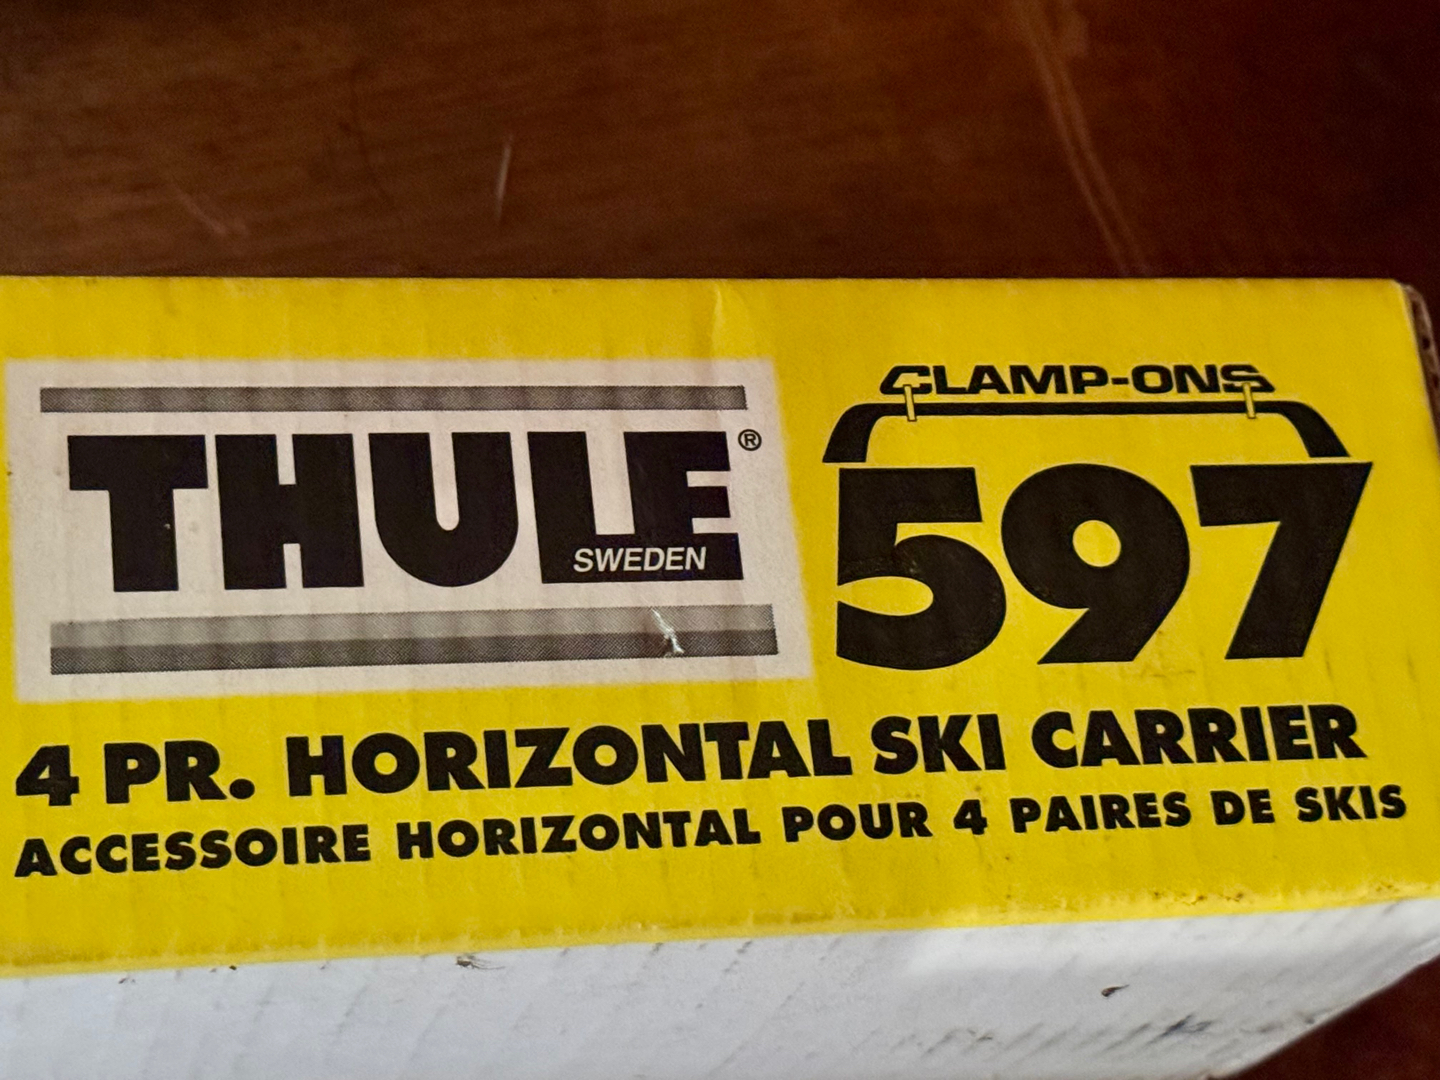 THULE®
SWEDEN
CLAMP-ONS
597
4 PR. HORIZONTAL SKI CARRIER
ACCESSOIRE HORIZONTAL POUR 4 PAIRES DE SKIS